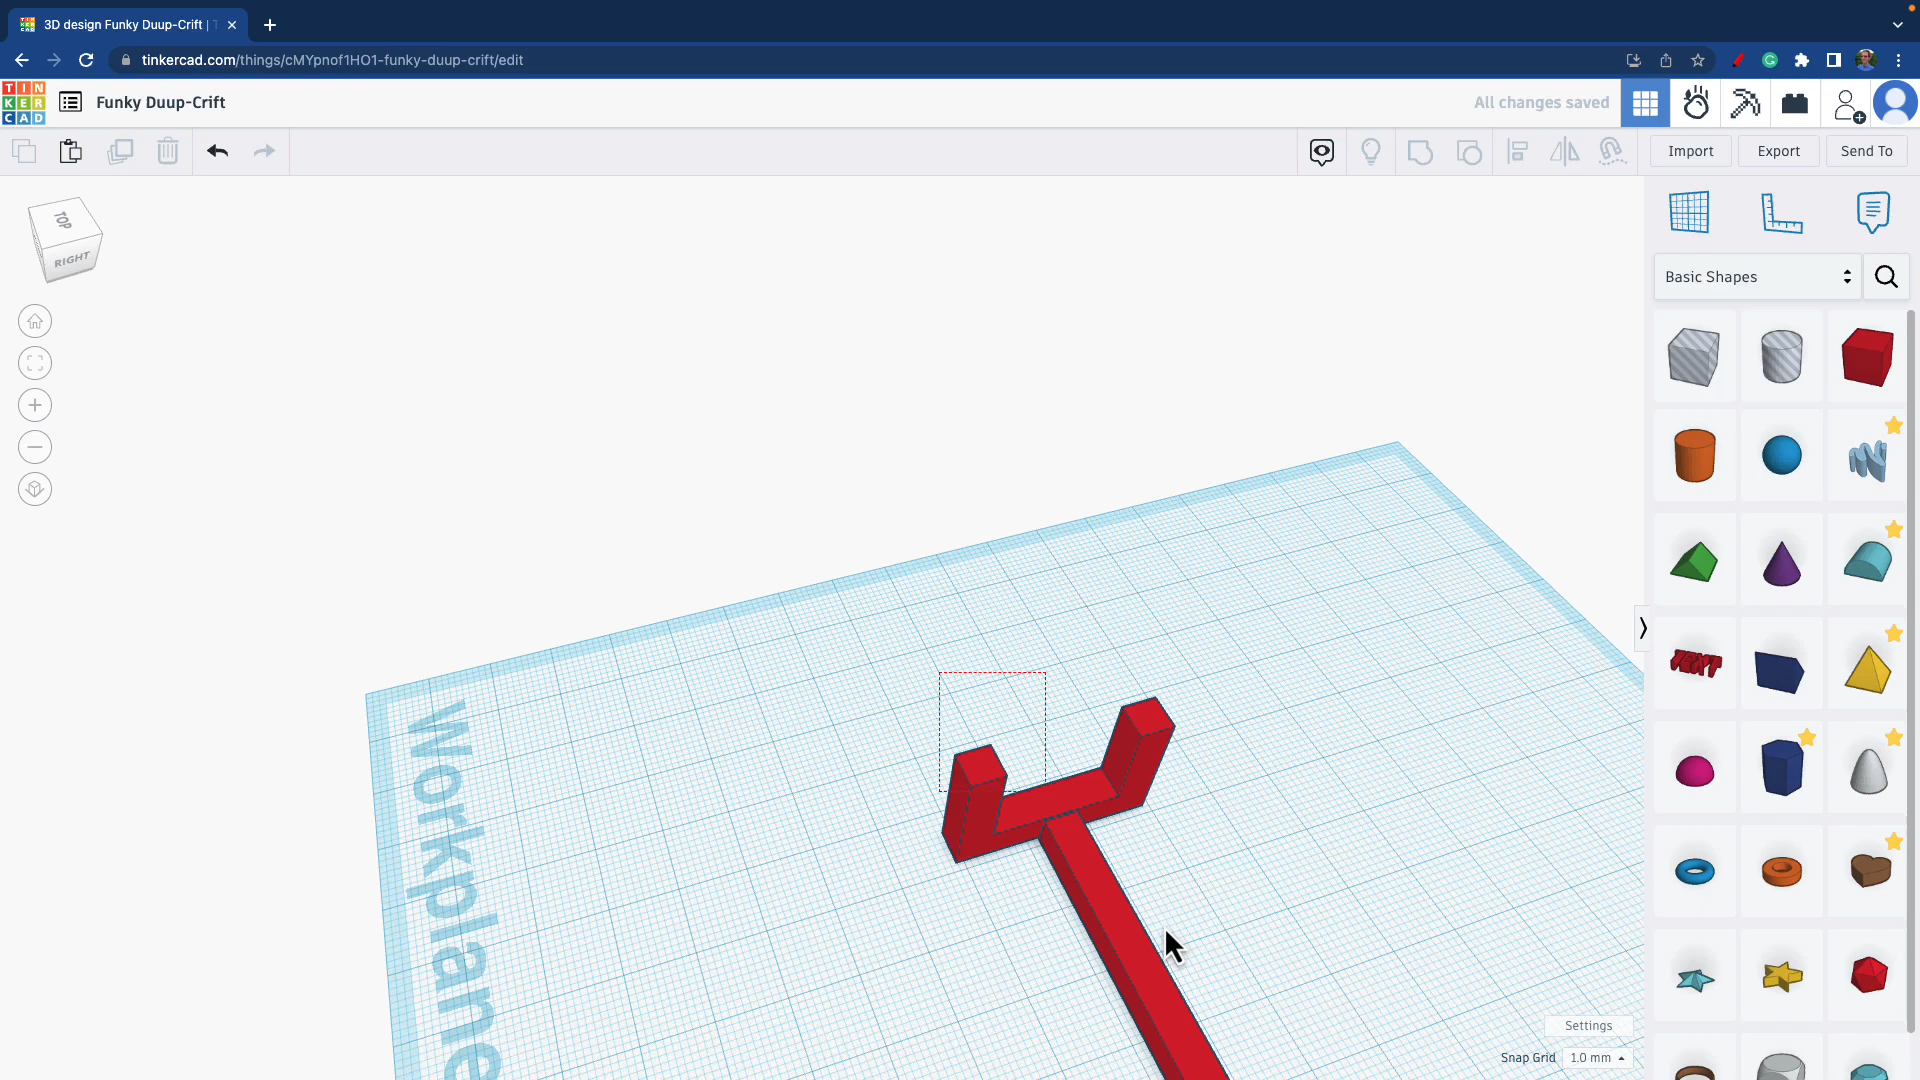 3D design Funky Duup-Crift |
tinkercad.com/things/cMYpnof1HO1-funky-duup-crift/edit
TIN
KER
CAD
Funky Duup-Crift
All changes saved
Import
Export
Send To
TOP
RIGHT
Basic Shapes
TEXT
Workplane
Settings
Snap Grid
1.0 mm